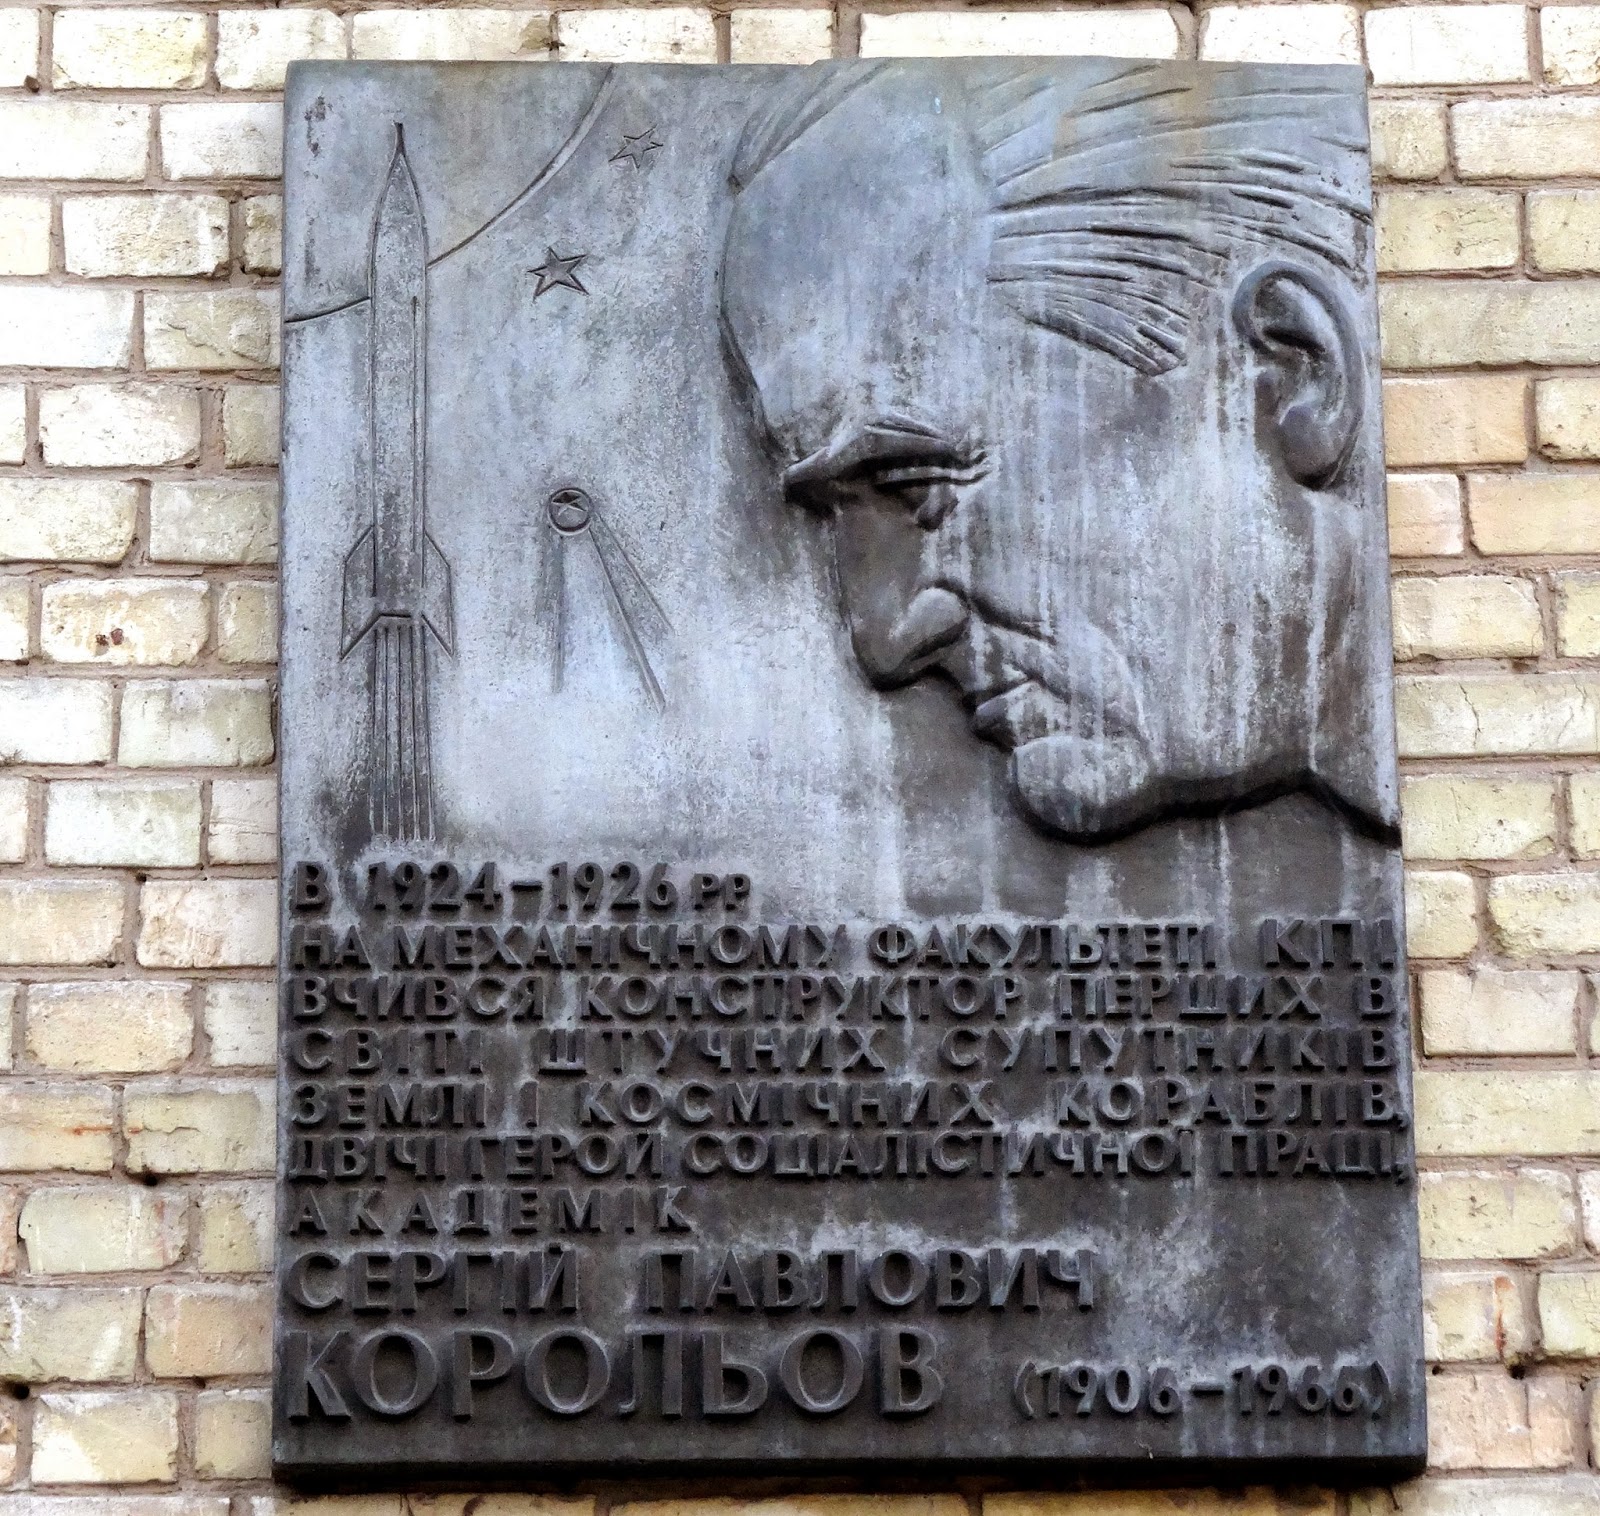 В 1924-1926 РР
НА МЕХАНІЧНОМУ ФАКУЛЬТЕТІ КПІ
ВЧИВСЯ КОНСТРУКТОР ПЕРШИХ В
СВІТІ ШТУЧНИХ СУПУТНИКІВ
ЗЕМЛІ І КОСМІЧНИХ КОРАБЛІВ,
ДВІЧІ ГЕРОЙ СОЦІАЛІСТИЧНОЇ ПРАЦІ,
АКАДЕМІК
СЕРГІЙ ПАВЛОВИЧ
КОРОЛЬОВ (1906-1966)